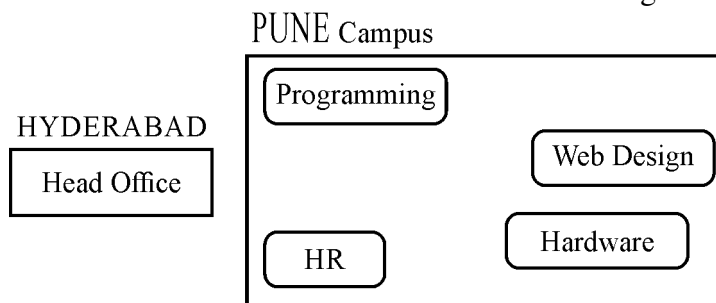 PUNE Campus
Programming
HYDERABAD
Web Design
Head Office
Hardware
HR